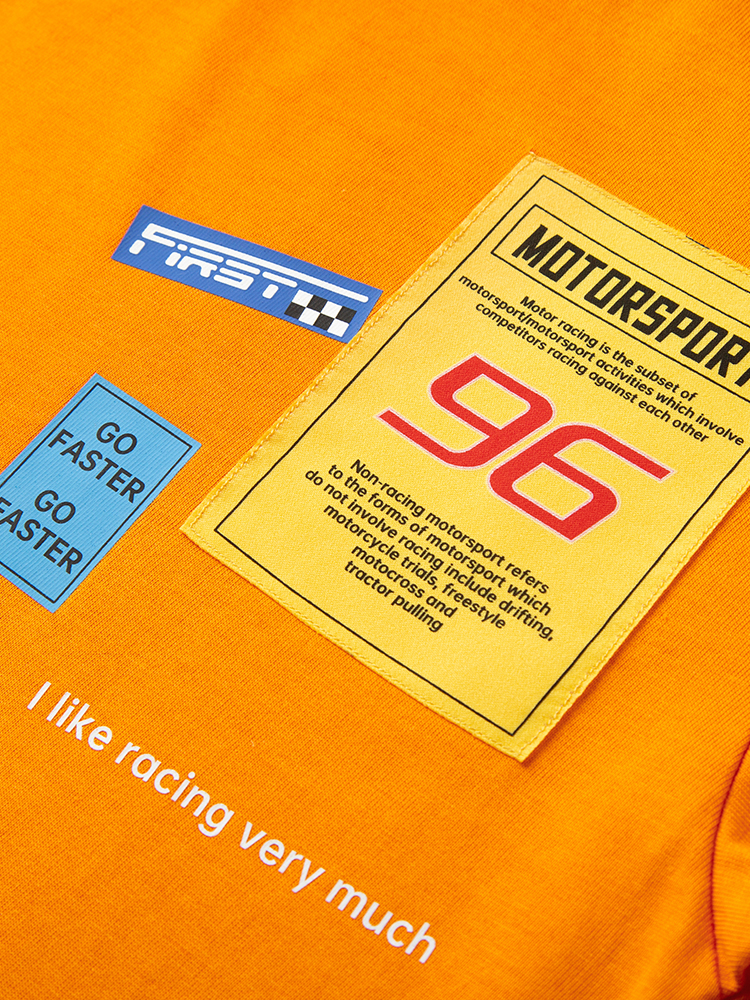 FiRST
MOTORSPORT
Motor racing is the subset of
motorsport/motorsport activities which involve
competitors racing against each other
96
Non-racing motorsport refers
to the forms of motorsport which
do not involve racing include drifting,
motorcycle trials, freestyle
motocross and
tractor pulling
GO
FASTER
GO
FASTER
I like racing very much